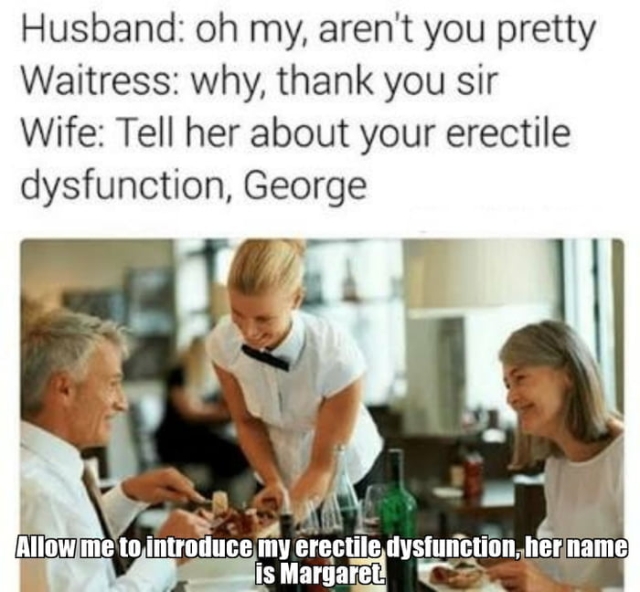 Husband: oh my, aren't you pretty
Waitress: why, thank you sir
Wife: Tell her about your erectile
dysfunction, George
Allow me to introduce my erectile dysfunction, her name
is Margaret.